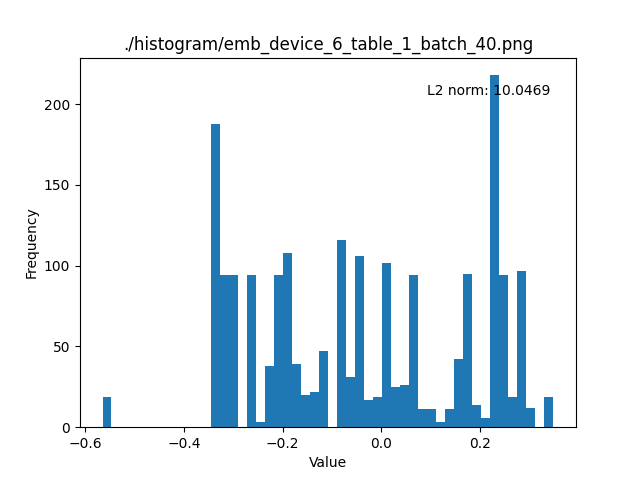 ./histogram/emb_device_6_table_1_batch_40.png
L2 norm: 10.0469
Frequency
200
150
100
50
0
−0.6
−0.4
−0.2
0.0
0.2
Value